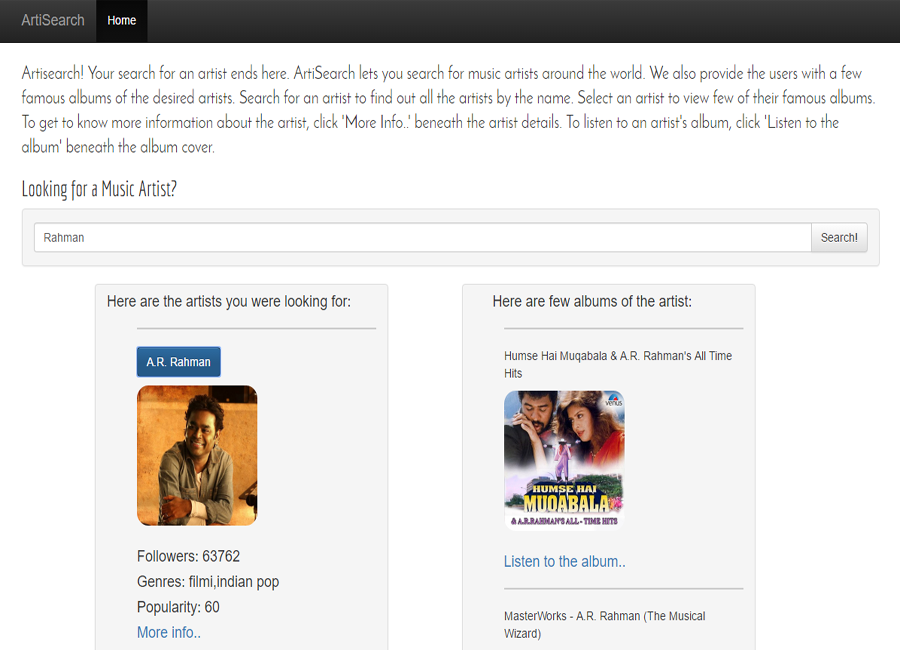 ArtiSearch Home
Artisearch! Your search for an artist ends here. ArtiSearch lets you search for music artists around the world. We also provide the users with a few
famous albums of the desired artists. Search for an artist to find out all the artists by the name. Select an artist to view few of their famous albums.
To get to know more information about the artist, click 'More Info..' beneath the artist details. To listen to an artist's album, click 'Listen to the
album' beneath the album cover.
Looking for a Music Artist?
Rahman Search!
Here are the artists you were looking for:
A.R. Rahman
Followers: 63762
Genres: filmi,indian pop
Popularity: 60
More info..
Here are few albums of the artist:
Humse Hai Muqabala & A.R. Rahman's All Time
Hits
venus
HUMSE HAI
MUQABALA
& A.R.RAHMAN'S ALL - TIME HITS
Listen to the album..
MasterWorks - A.R. Rahman (The Musical
Wizard)